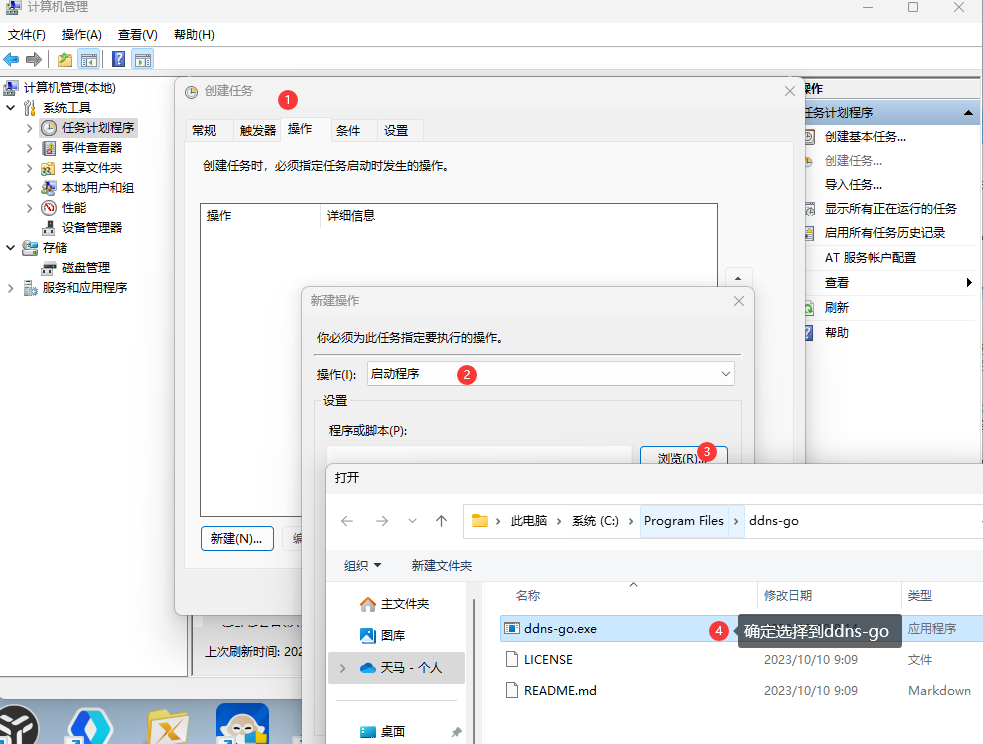 计算机管理
文件(F) 操作(A) 查看(V) 帮助(H)
计算机管理(本地)
系统工具
任务计划程序
事件查看器
共享文件夹
本地用户和组
性能
设备管理器
存储
磁盘管理
服务和应用程序
创建任务
1
常规 触发器 操作 条件 设置
创建任务时，必须指定任务启动时发生的操作。
操作 详细信息
新建(N)... 编
上次刷新时间: 202
新建操作
你必须为此任务指定要执行的操作。
操作(I): 启动程序 2
设置
程序或脚本(P):
浏览(R)... 3
打开
此电脑 系统 (C:) Program Files ddns-go
组织 新建文件夹
主文件夹
图库
天马 - 个人
桌面
名称 修改日期 类型
ddns-go.exe 4 确定选择到ddns-go 应用程序
LICENSE 2023/10/10 9:09 文件
README.md 2023/10/10 9:09 Markdown
操作
任务计划程序
创建基本任务...
创建任务...
导入任务...
显示所有正在运行的任务
启用所有任务历史记录
AT 服务帐户配置
查看
刷新
帮助